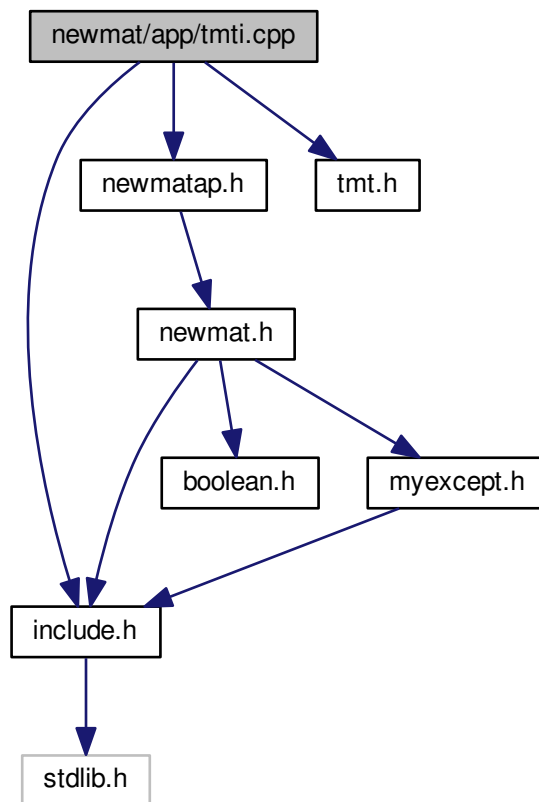 newmat/app/tmti.cpp
newmatap.h
tmt.h
newmat.h
boolean.h
myexcept.h
include.h
stdlib.h